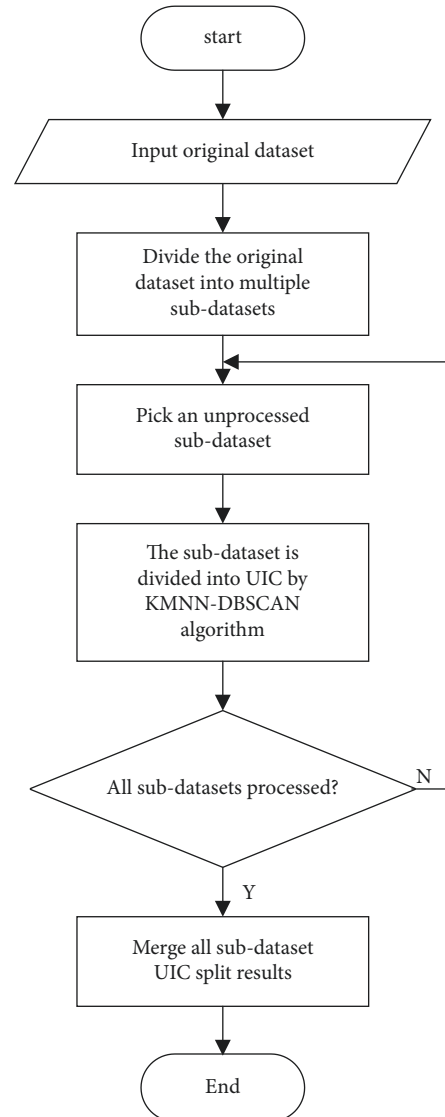 start
Input original dataset
Divide the original
dataset into multiple
sub-datasets
Pick an unprocessed
sub-dataset
The sub-dataset is
divided into UIC by
KMNN-DBSCAN
algorithm
All sub-datasets processed?
N
Y
Merge all sub-dataset
UIC split results
End